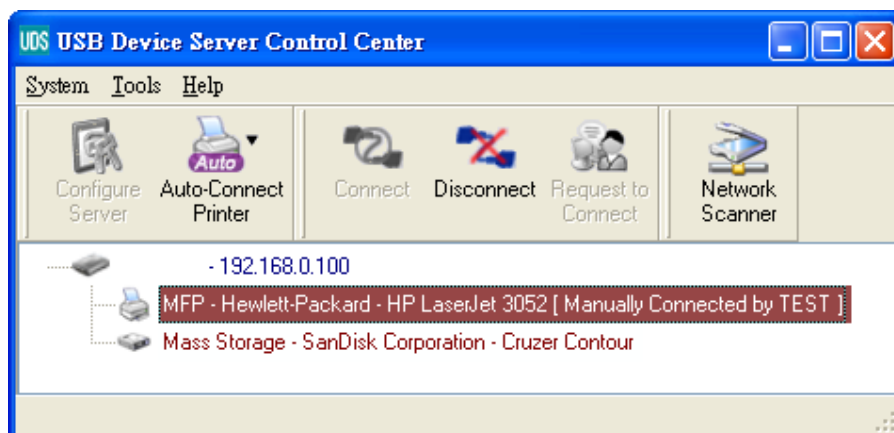 UDS USB Device Server Control Center
System Tools Help
Auto
Configure Server
Auto-Connect Printer
Connect
Disconnect
Request to Connect
Network Scanner
- 192.168.0.100
MFP - Hewlett-Packard - HP LaserJet 3052 [ Manually Connected by TEST ]
Mass Storage - SanDisk Corporation - Cruzer Contour